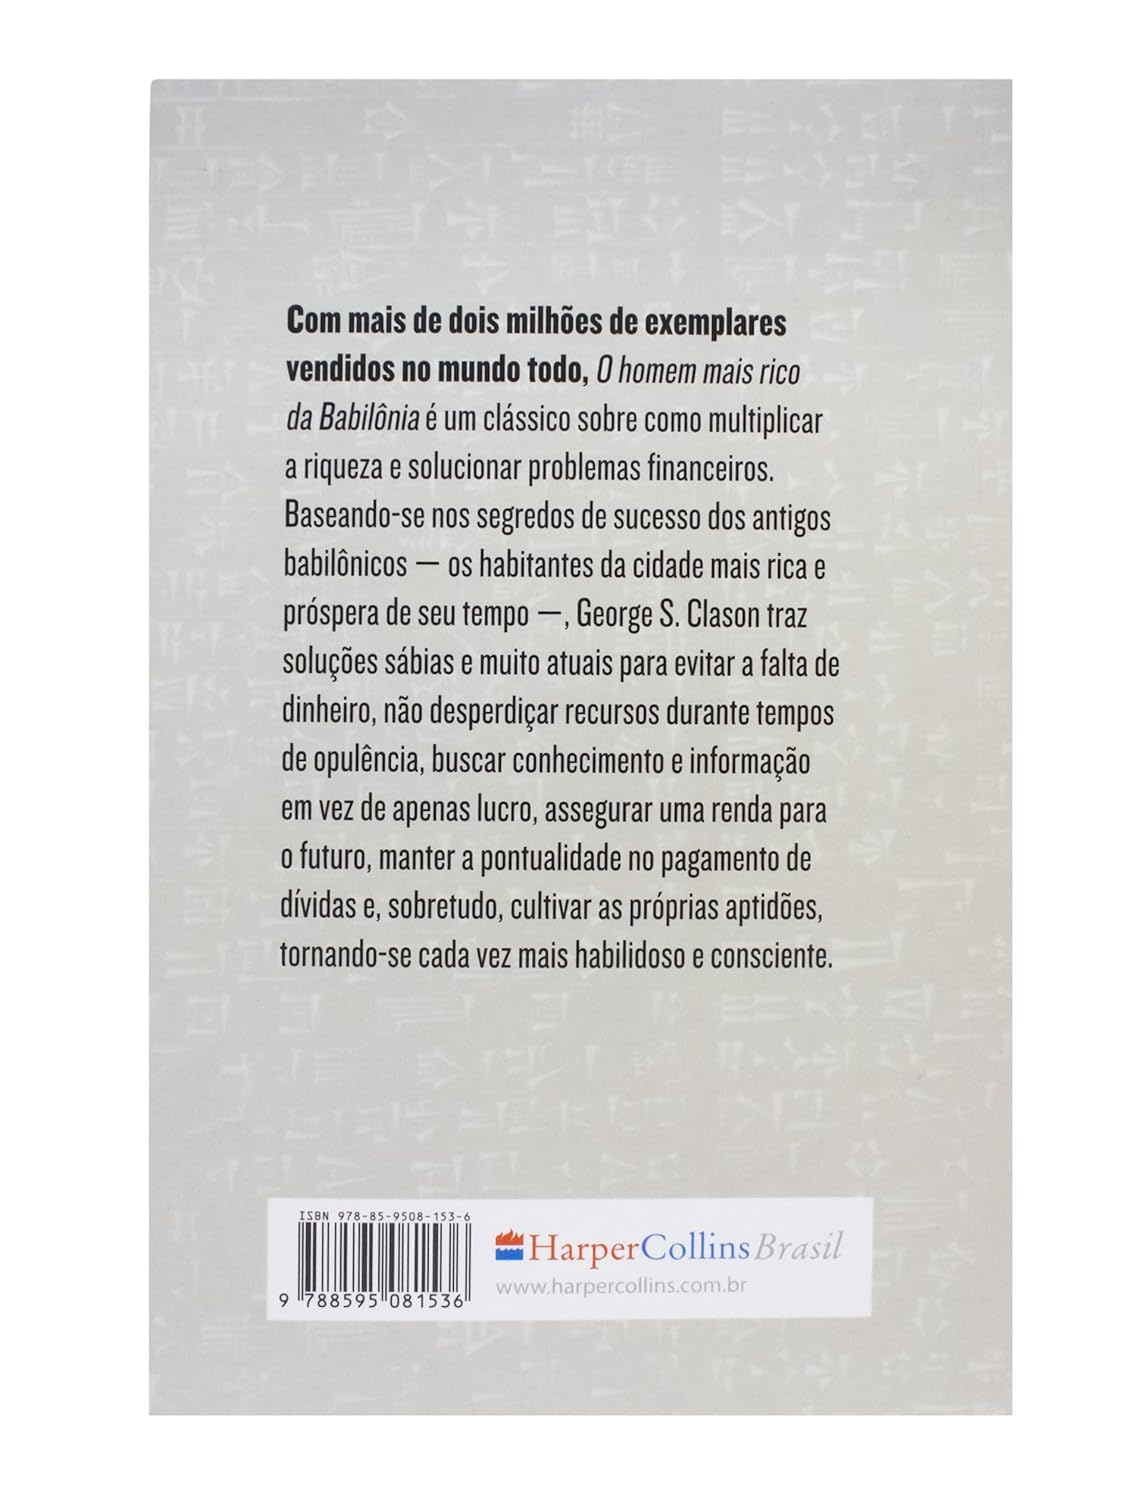 Com mais de dois milhões de exemplares
vendidos no mundo todo, O homem mais rico
da Babilônia é um clássico sobre como multiplicar
a riqueza e solucionar problemas financeiros.
Baseando-se nos segredos de sucesso dos antigos
babilônicos — os habitantes da cidade mais rica e
próspera de seu tempo —, George S. Clason traz
soluções sábias e muito atuais para evitar a falta de
dinheiro, não desperdiçar recursos durante tempos
de opulência, buscar conhecimento e informação
em vez de apenas lucro, assegurar uma renda para
o futuro, manter a pontualidade no pagamento de
dívidas e, sobretudo, cultivar as próprias aptidões,
tornando-se cada vez mais habilidoso e consciente.
ISBN 978-85-9508-153-6
9 788595 081536
HarperCollins Brasil
www.harpercollins.com.br